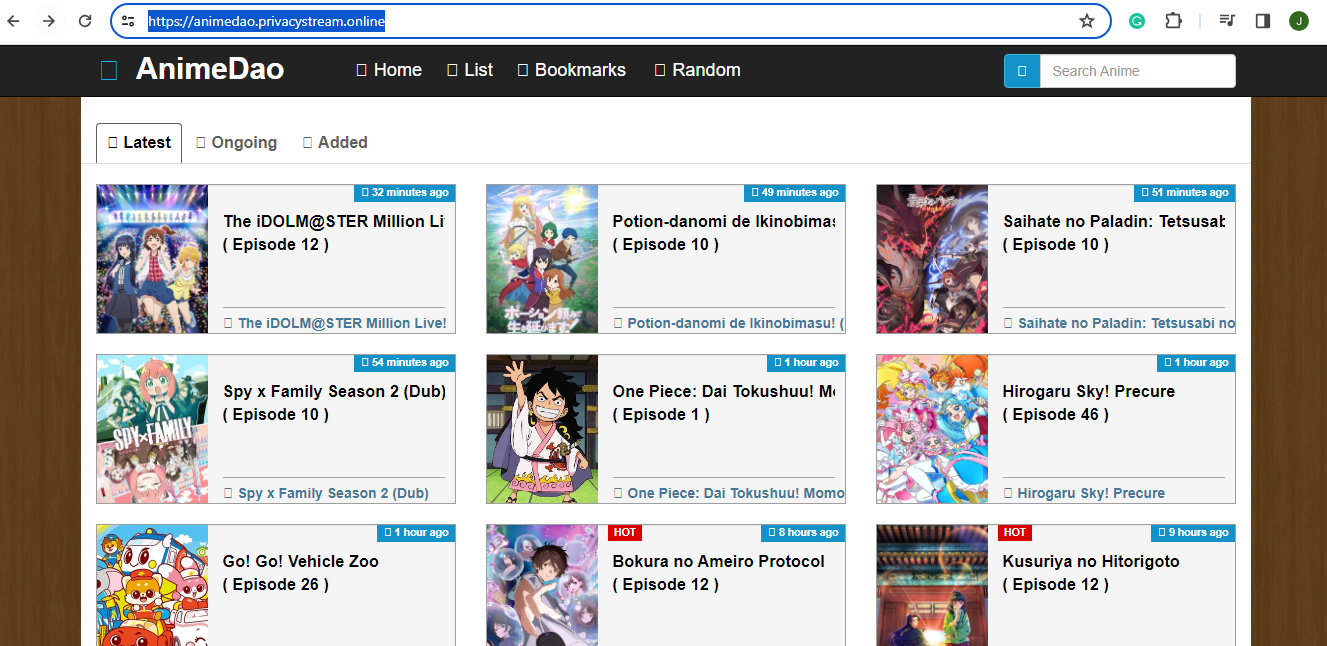 https://animedao.privacystream.online
J
AnimeDao
Home
List
Bookmarks
Random
Search Anime
Latest
Ongoing
Added
32 minutes ago
The iDOLM@STER Million Li
( Episode 12 )
The iDOLM@STER Million Live!
49 minutes ago
Potion-danomi de Ikinobimas
( Episode 10 )
Potion-danomi de Ikinobimasu! (
51 minutes ago
Saihate no Paladin: Tetsusab
( Episode 10 )
Saihate no Paladin: Tetsusabi no
54 minutes ago
Spy x Family Season 2 (Dub)
( Episode 10 )
Spy x Family Season 2 (Dub)
SPY×FAMILY
1 hour ago
One Piece: Dai Tokushuu! Mo
( Episode 1 )
One Piece: Dai Tokushuu! Momo
1 hour ago
Hirogaru Sky! Precure
( Episode 46 )
Hirogaru Sky! Precure
1 hour ago
Go! Go! Vehicle Zoo
( Episode 26 )
HOT
8 hours ago
Bokura no Ameiro Protocol
( Episode 12 )
HOT
9 hours ago
Kusuriya no Hitorigoto
( Episode 12 )